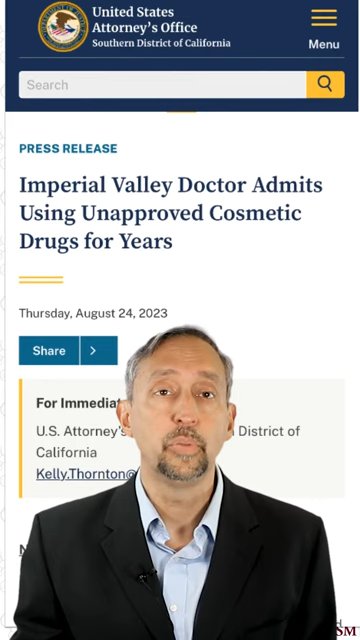 United States
Attorney's Office
Southern District of California
Menu
Search
PRESS RELEASE
Imperial Valley Doctor Admits
Using Unapproved Cosmetic
Drugs for Years
Thursday, August 24, 2023
Share
For Immediat
U.S. Attorney's District of
California
Kelly.Thornton@
SM